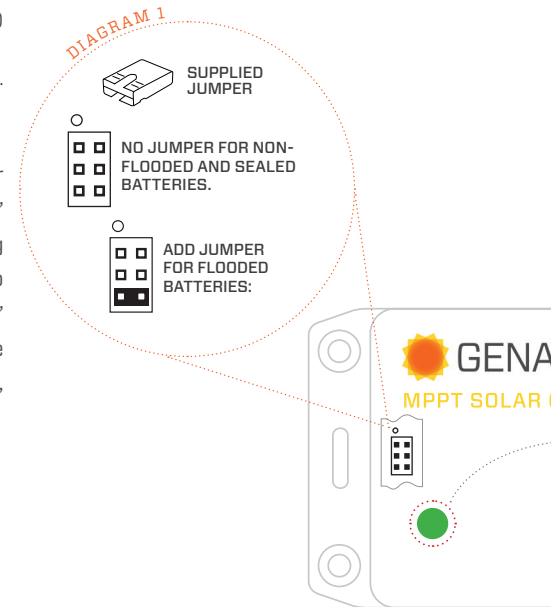 DIAGRAM 1
SUPPLIED
JUMPER
NO JUMPER FOR NON-
FLOODED AND SEALED
BATTERIES.
ADD JUMPER
FOR FLOODED
BATTERIES:
GENA
MPPT SOLAR